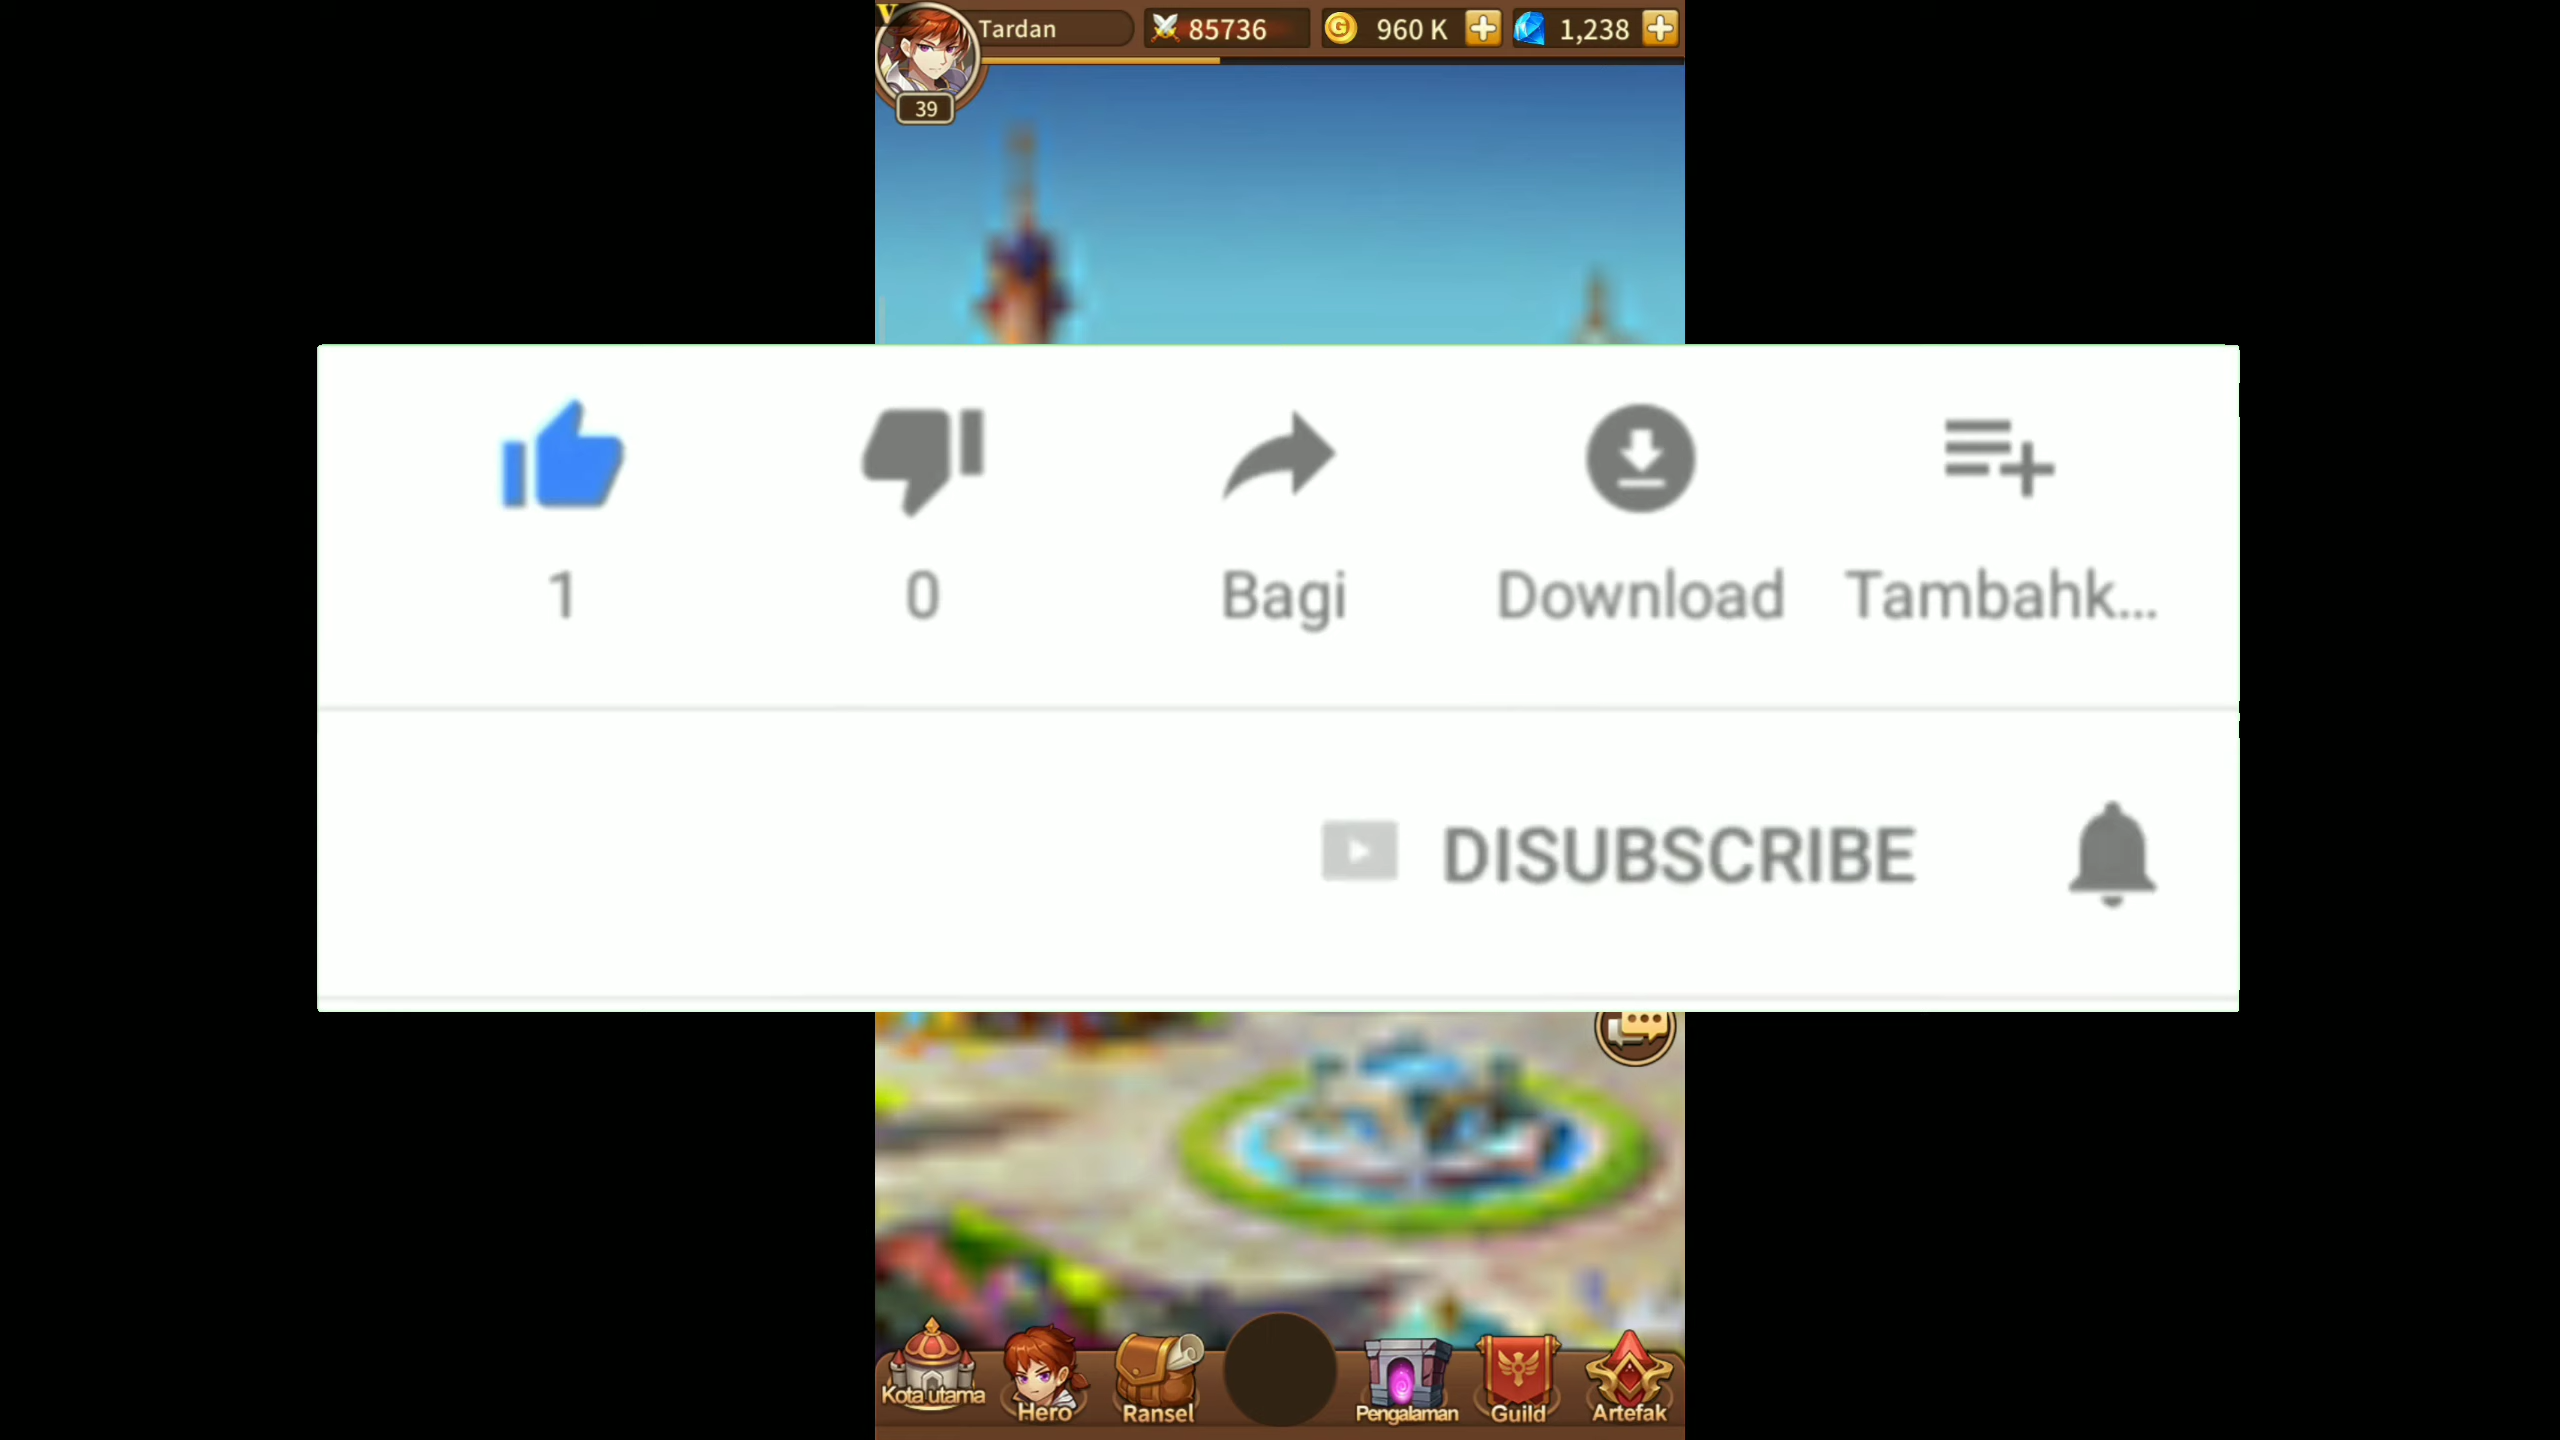 V
Tardan
85736
G
960 K
1,238
39
1
0
Bagi
Download
Tambahk...
DISUBSCRIBE
Kota utama
Hero
Ransel
Pengalaman
Guild
Artefak